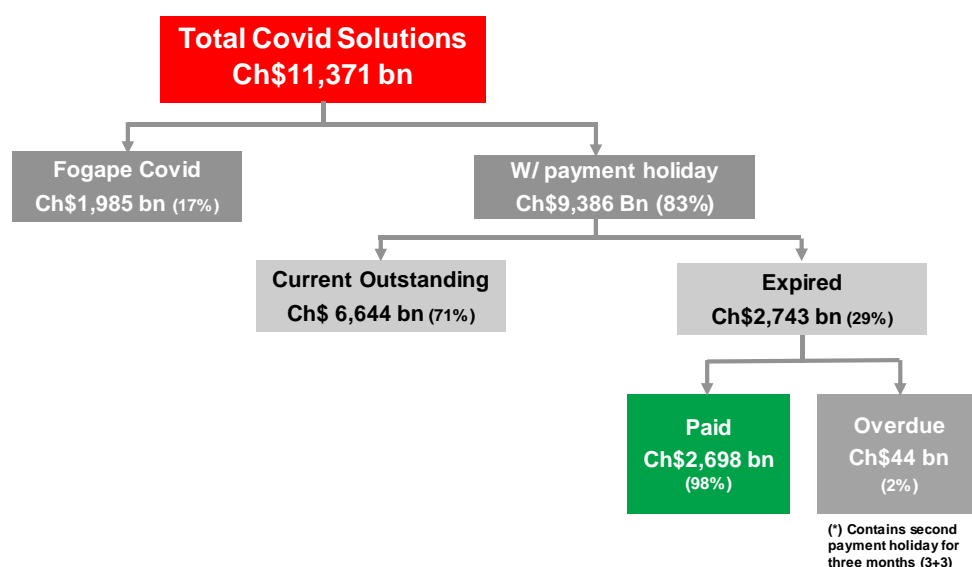 Total Covid Solutions
Ch$11,371 bn
Fogape Covid
Ch$1,985 bn (17%)
W/ payment holiday
Ch$9,386 Bn (83%)
Current Outstanding
Ch$ 6,644 bn (71%)
Expired
Ch$2,743 bn (29%)
Paid
Ch$2,698 bn
(98%)
Overdue
Ch$44 bn
(2%)
(*) Contains second
payment holiday for
three months (3+3)